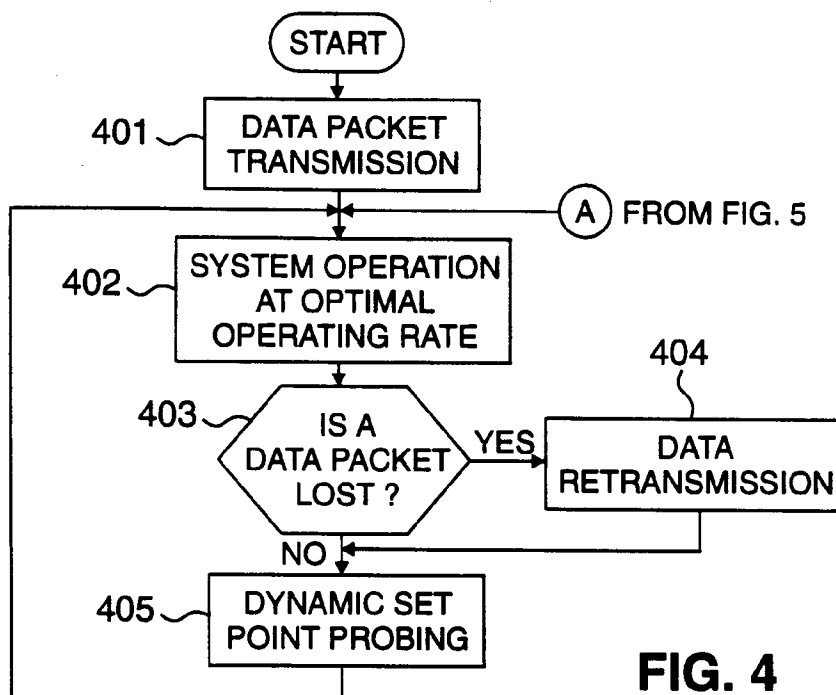 START
401
DATA PACKET
TRANSMISSION
A FROM FIG. 5
402
SYSTEM OPERATION
AT OPTIMAL
OPERATING RATE
403
IS A
DATA PACKET
LOST ?
YES
404
DATA
RETRANSMISSION
NO
405
DYNAMIC SET
POINT PROBING
FIG. 4